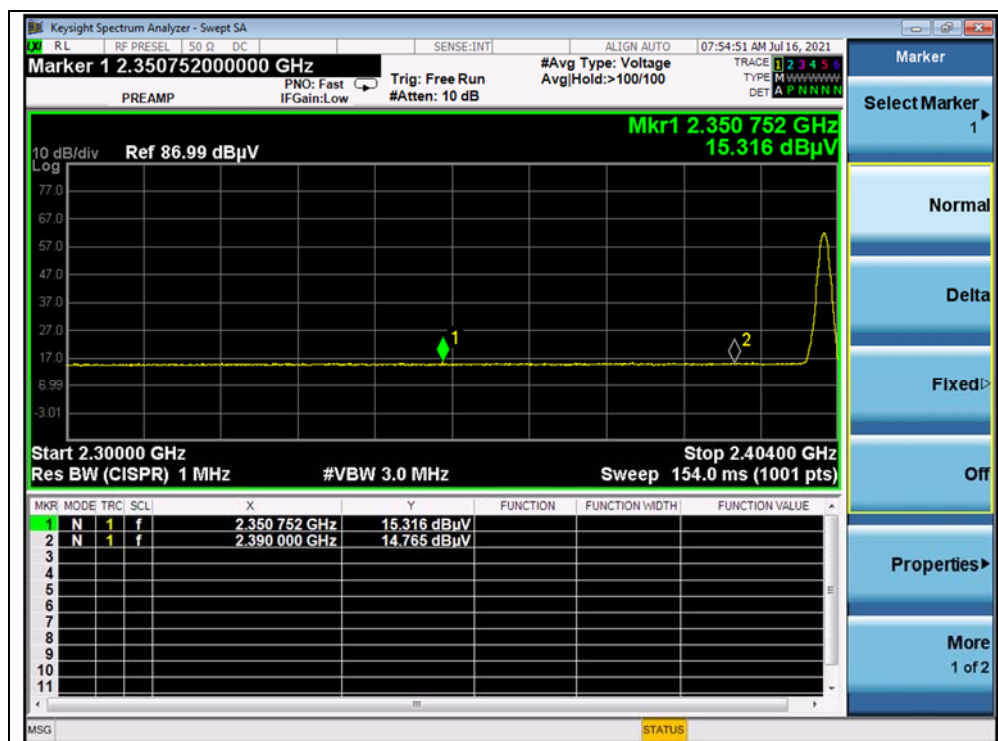 Keysight Spectrum Analyzer - Swept SA
LXI RL RF PRESEL 50 Ω DC SENSE:INT ALIGN AUTO 07:54:51 AM Jul 16, 2021
Marker 1 2.350752000000 GHz
PNO: Fast
IFGain:Low
PREAMP
Trig: Free Run
#Atten: 10 dB
#Avg Type: Voltage
Avg|Hold:>100/100
TRACE 1 2 3 4 5 6
TYPE M WWWWW
DET A P N N N N
Mkr1 2.350 752 GHz
15.316 dBµV
10 dB/div Ref 86.99 dBµV
Log
77.0
67.0
57.0
47.0
37.0
27.0
17.0
6.99
-3.01
1
2
Start 2.30000 GHz Stop 2.40400 GHz
Res BW (CISPR) 1 MHz #VBW 3.0 MHz Sweep 154.0 ms (1001 pts)
MKR MODE TRC SCL X Y FUNCTION FUNCTION WIDTH FUNCTION VALUE
1 N 1 f 2.350 752 GHz 15.316 dBµV
2 N 1 f 2.390 000 GHz 14.765 dBµV
3
4
5
6
7
8
9
10
11
MSG STATUS
Marker
Select Marker
1
Normal
Delta
Fixed
Off
Properties
More
1 of 2